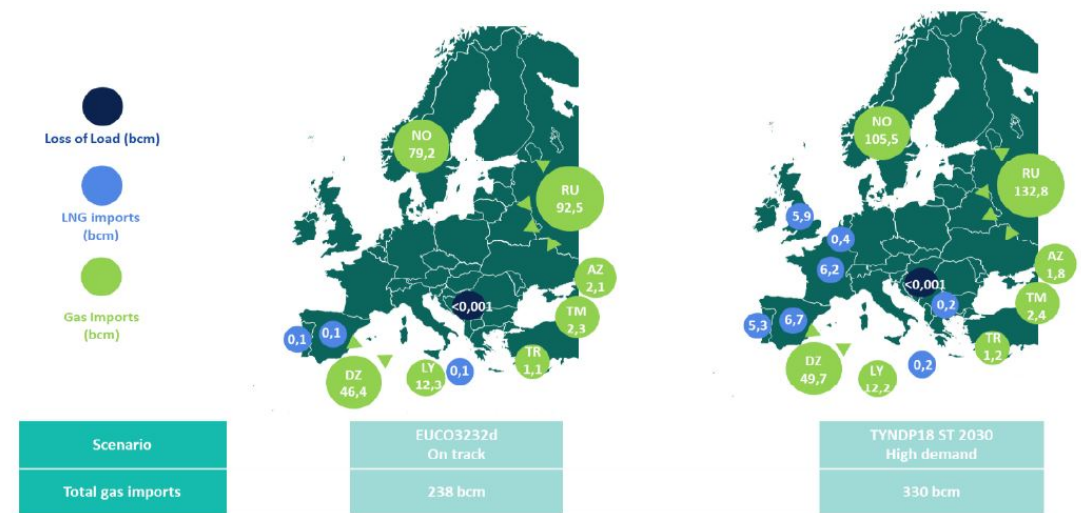 Loss of Load (bcm)
LNG imports
(bcm)
Gas Imports
(bcm)
NO
79,2
RU
92,5
AZ
2,1
TM
2,3
<0,001
0,1
0,1
TR
1,1
LY
12,3
0,1
DZ
46,4
NO
105,5
RU
132,8
5,9
0,4
6,2
AZ
1,8
<0,001
0,2
TM
2,4
5,3
6,7
TR
1,2
DZ
49,7
LY
12,2
0,2
Scenario
EUCO3232d
On track
TYNDP18 ST 2030
High demand
Total gas imports
238 bcm
330 bcm